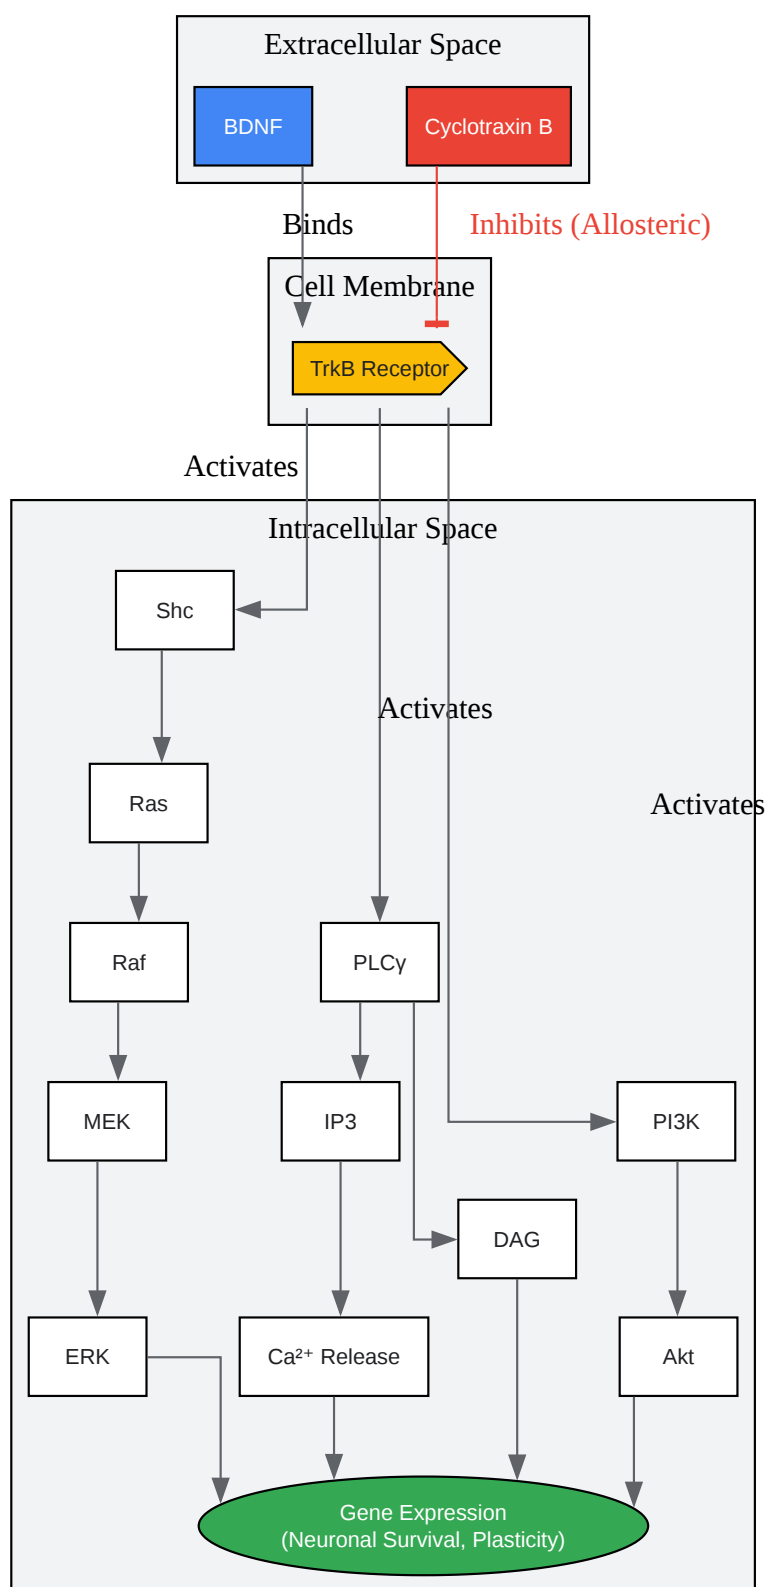 Extracellular Space
BDNF
Cyclotraxin B
Binds
Inhibits (Allosteric)
Cell Membrane
TrkB Receptor
Activates
Intracellular Space
Shc
Activates
Ras
Activates
Raf
PLCγ
MEK
IP3
PI3K
DAG
ERK
Ca²⁺ Release
Akt
Gene Expression
(Neuronal Survival, Plasticity)